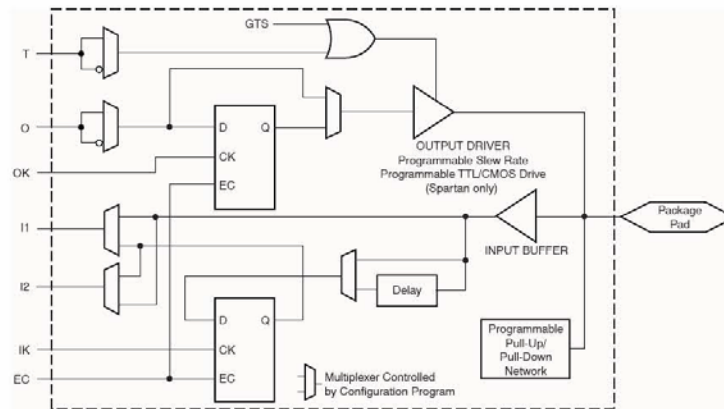 GTS
T
O
D
Q
CK
EC
OK
OUTPUT DRIVER
Programmable Slew Rate
Programmable TTL/CMOS Drive
(Spartan only)
I1
INPUT BUFFER
Package
Pad
I2
Delay
D
Q
CK
EC
Programmable
Pull-Up/
Pull-Down
Network
IK
EC
Multiplexer Controlled
by Configuration Program